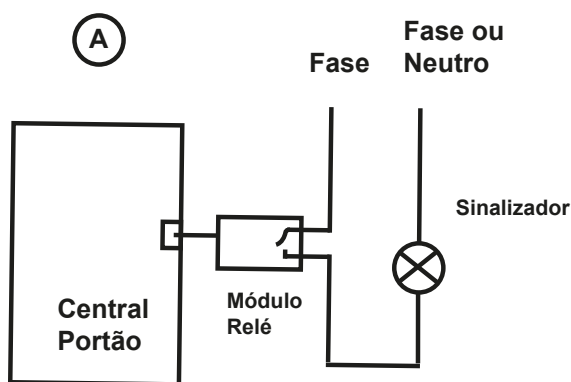 A
Fase
Fase ou
Neutro
Sinalizador
Central
Portão
Módulo
Relé